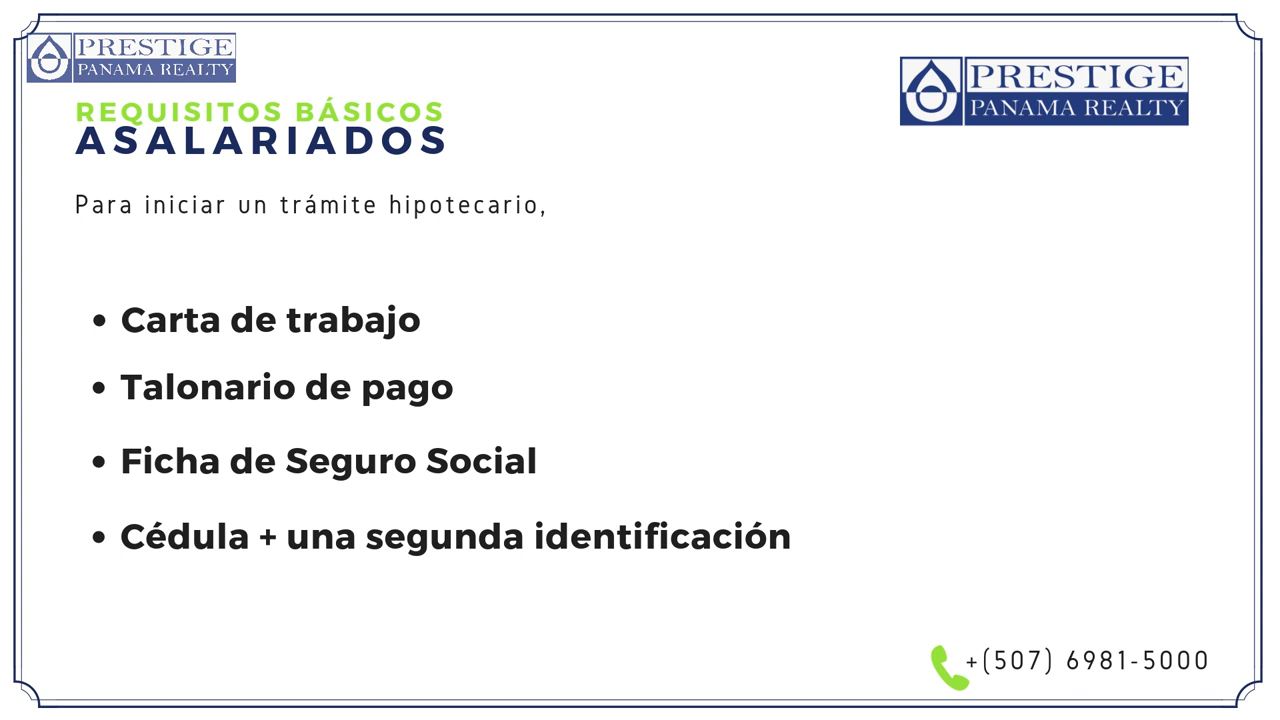 PRESTIGE
PANAMA REALTY
PRESTIGE
PANAMA REALTY
REQUISITOS BÁSICOS
ASALARIADOS
Para iniciar un trámite hipotecario,
• Carta de trabajo
• Talonario de pago
• Ficha de Seguro Social
• Cédula + una segunda identificación
+(507) 6981-5000